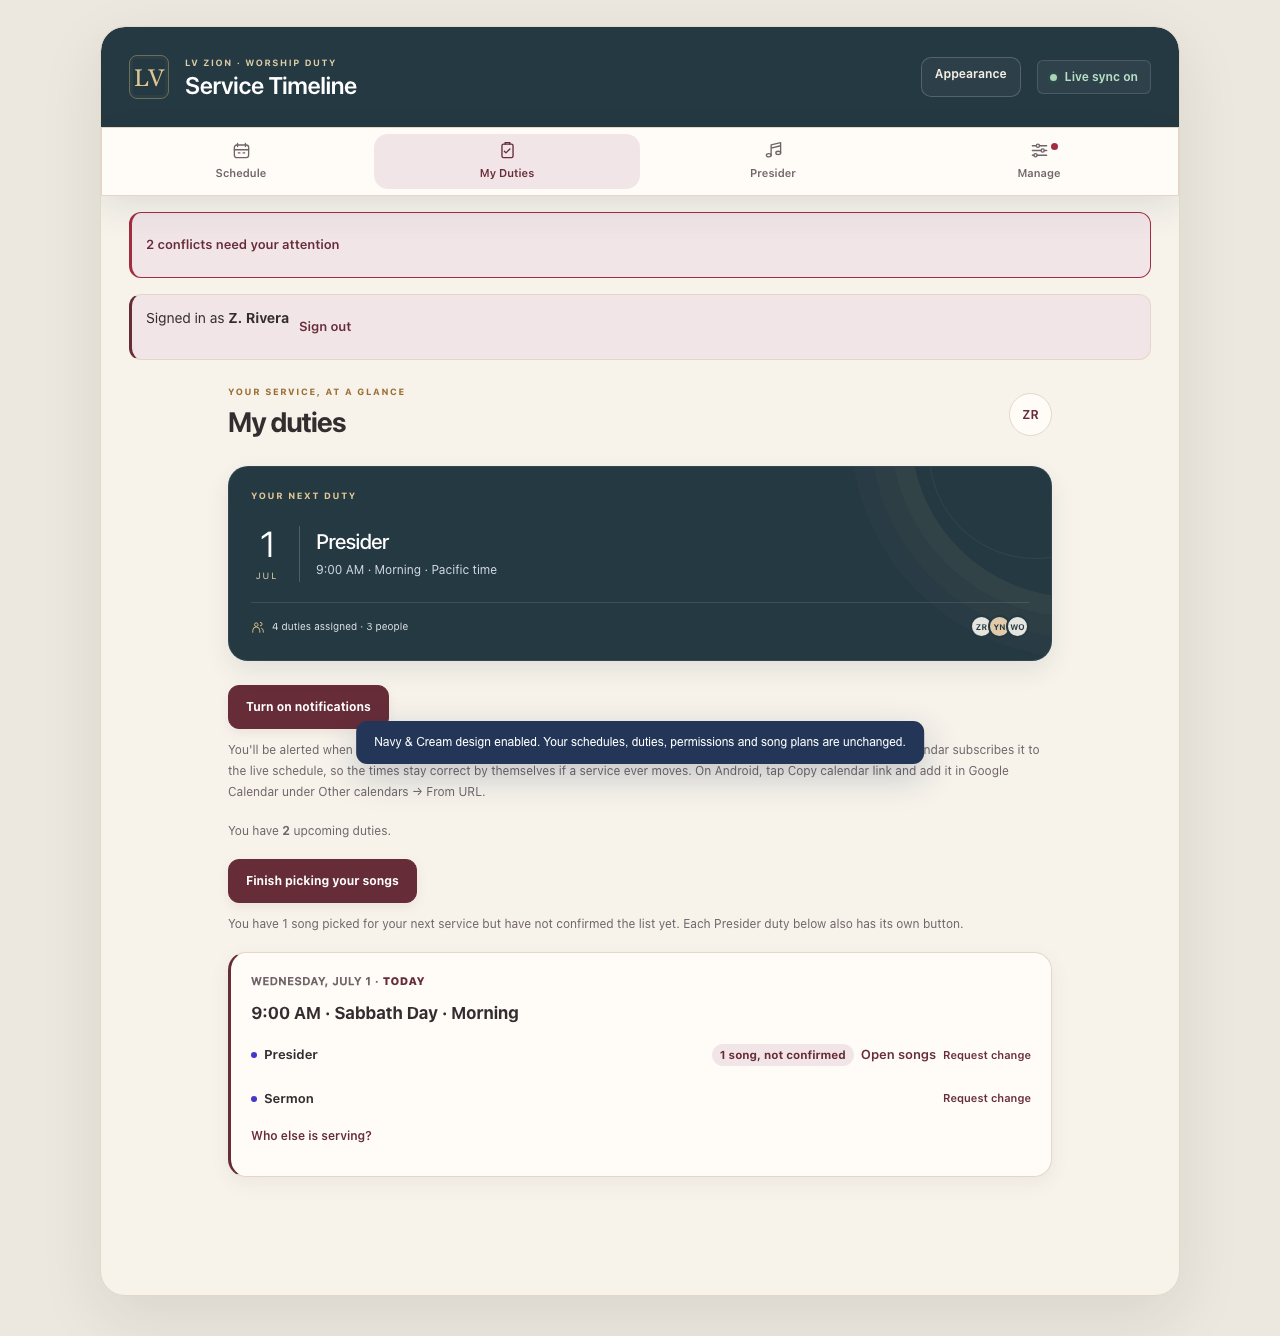 LV
LV ZION · WORSHIP DUTY
Service Timeline
Appearance
Live sync on
Schedule
My Duties
Presider
Manage
2 conflicts need your attention
Signed in as Z. Rivera
Sign out
YOUR SERVICE, AT A GLANCE
My duties
ZR
YOUR NEXT DUTY
1
JUL
Presider
9:00 AM · Morning · Pacific time
4 duties assigned · 3 people
ZR
YN
WO
Turn on notifications
Navy & Cream design enabled. Your schedules, duties, permissions and song plans are unchanged.
You'll be alerted when ndar subscribes it to
the live schedule, so the times stay correct by themselves if a service ever moves. On Android, tap Copy calendar link and add it in Google
Calendar under Other calendars → From URL.
You have 2 upcoming duties.
Finish picking your songs
You have 1 song picked for your next service but have not confirmed the list yet. Each Presider duty below also has its own button.
WEDNESDAY, JULY 1 · TODAY
9:00 AM · Sabbath Day · Morning
Presider
1 song, not confirmed
Open songs
Request change
Sermon
Request change
Who else is serving?